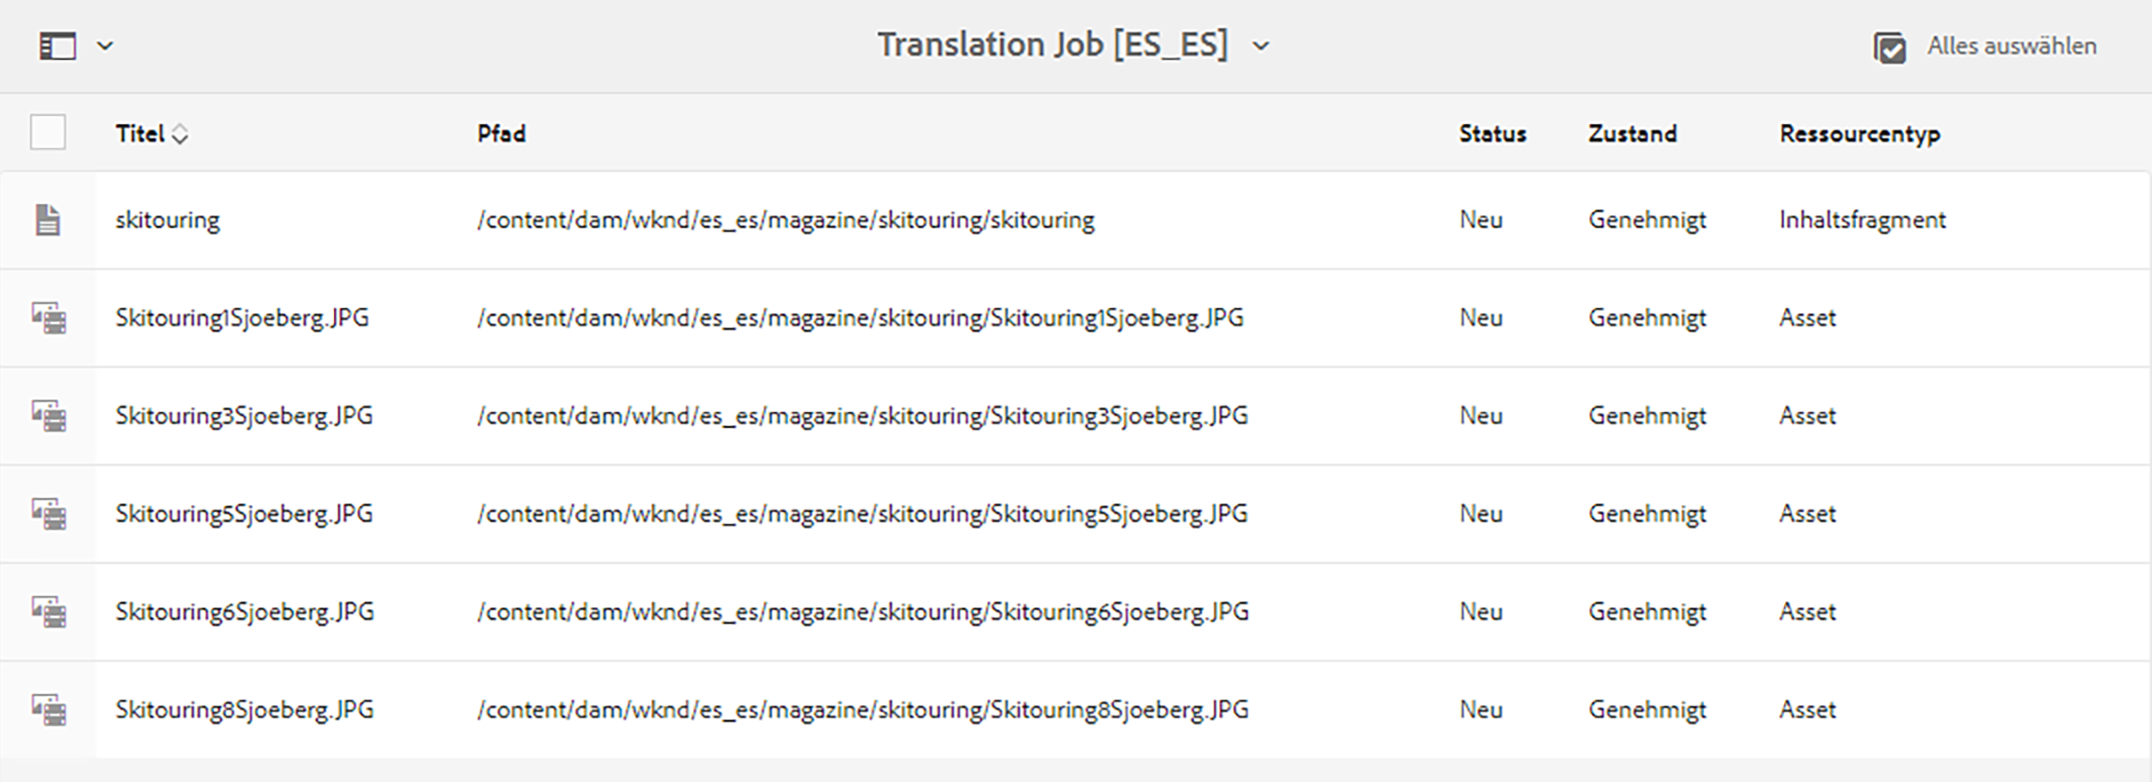 Translation Job [ES_ES] Alles auswählen
Titel Pfad Status Zustand Ressourcentyp
skitouring /content/dam/wknd/es_es/magazine/skitouring/skitouring Neu Genehmigt Inhaltsfragment
Skitouring1Sjoeberg.JPG /content/dam/wknd/es_es/magazine/skitouring/Skitouring1Sjoeberg.JPG Neu Genehmigt Asset
Skitouring3Sjoeberg.JPG /content/dam/wknd/es_es/magazine/skitouring/Skitouring3Sjoeberg.JPG Neu Genehmigt Asset
Skitouring5Sjoeberg.JPG /content/dam/wknd/es_es/magazine/skitouring/Skitouring5Sjoeberg.JPG Neu Genehmigt Asset
Skitouring6Sjoeberg.JPG /content/dam/wknd/es_es/magazine/skitouring/Skitouring6Sjoeberg.JPG Neu Genehmigt Asset
Skitouring8Sjoeberg.JPG /content/dam/wknd/es_es/magazine/skitouring/Skitouring8Sjoeberg.JPG Neu Genehmigt Asset